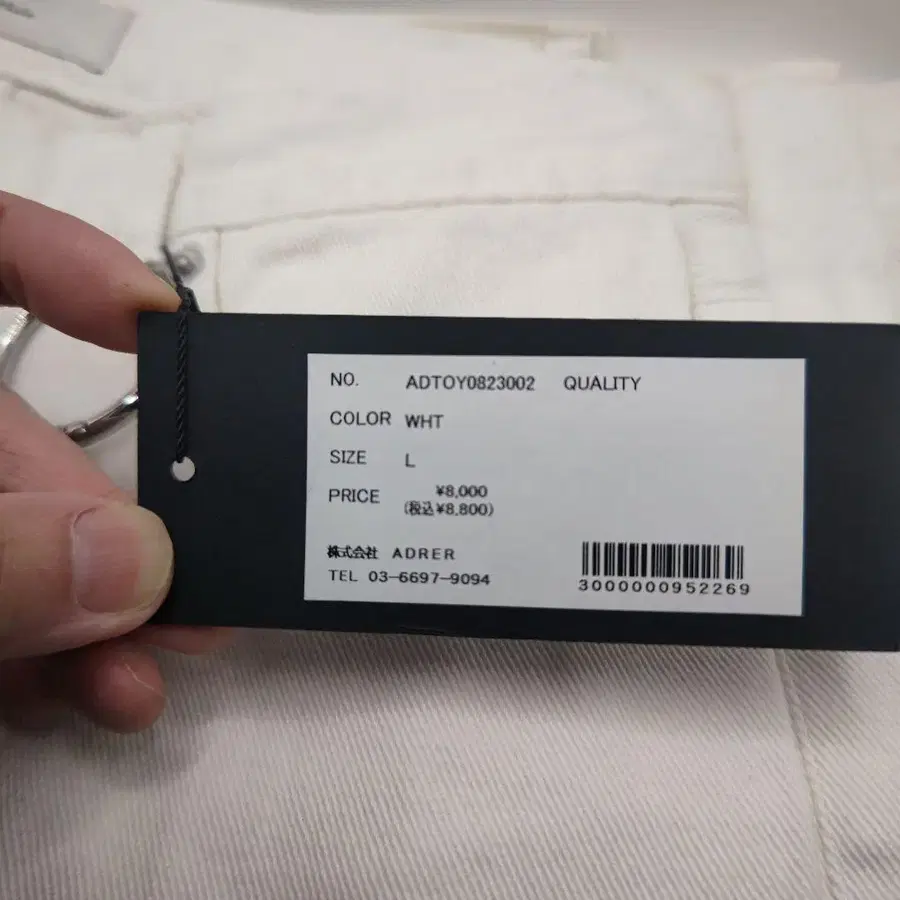 NO. ADTOY0823002 QUALITY
COLOR WHT
SIZE L
PRICE ¥8,000
(税込¥8,800)
株式会社 ADRER
TEL 03-6697-9094
3000000952269